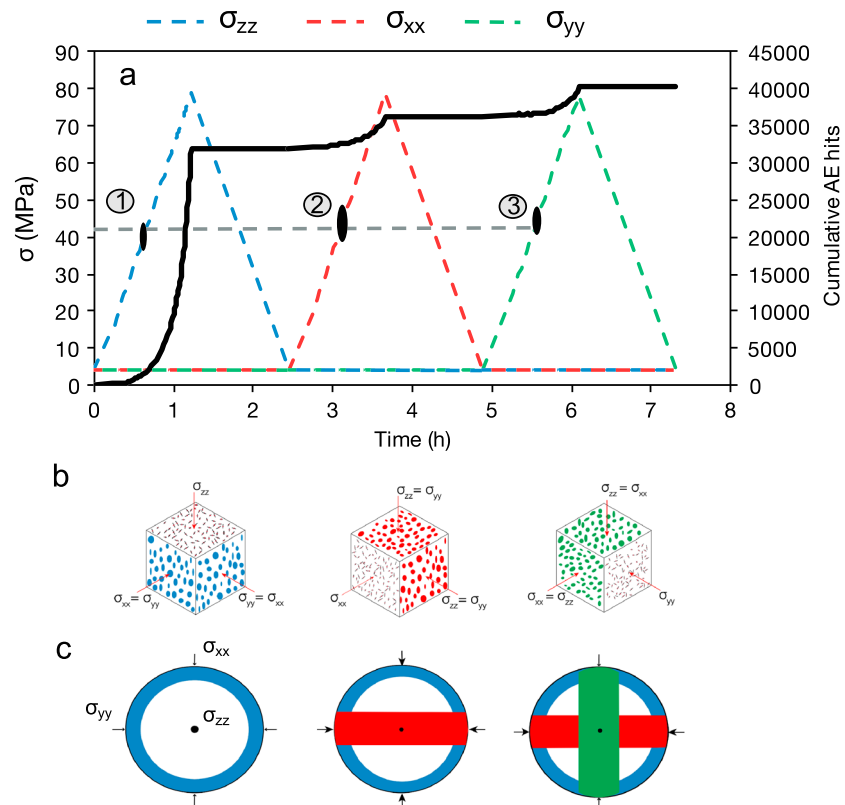 σzz σxx σyy
a
90 45000
80 40000
70 35000
60 30000
50 25000
40 20000
30 15000
20 10000
10 5000
0 0
σ (MPa)
Cumulative AE hits
1 2 3
0 1 2 3 4 5 6 7 8
Time (h)
b
σzz
σxx = σyy
σyy = σxx
σzz = σyy
σxx
σzz = σyy
σzz = σxx
σxx = σzz
σyy
c
σxx
σyy
σzz